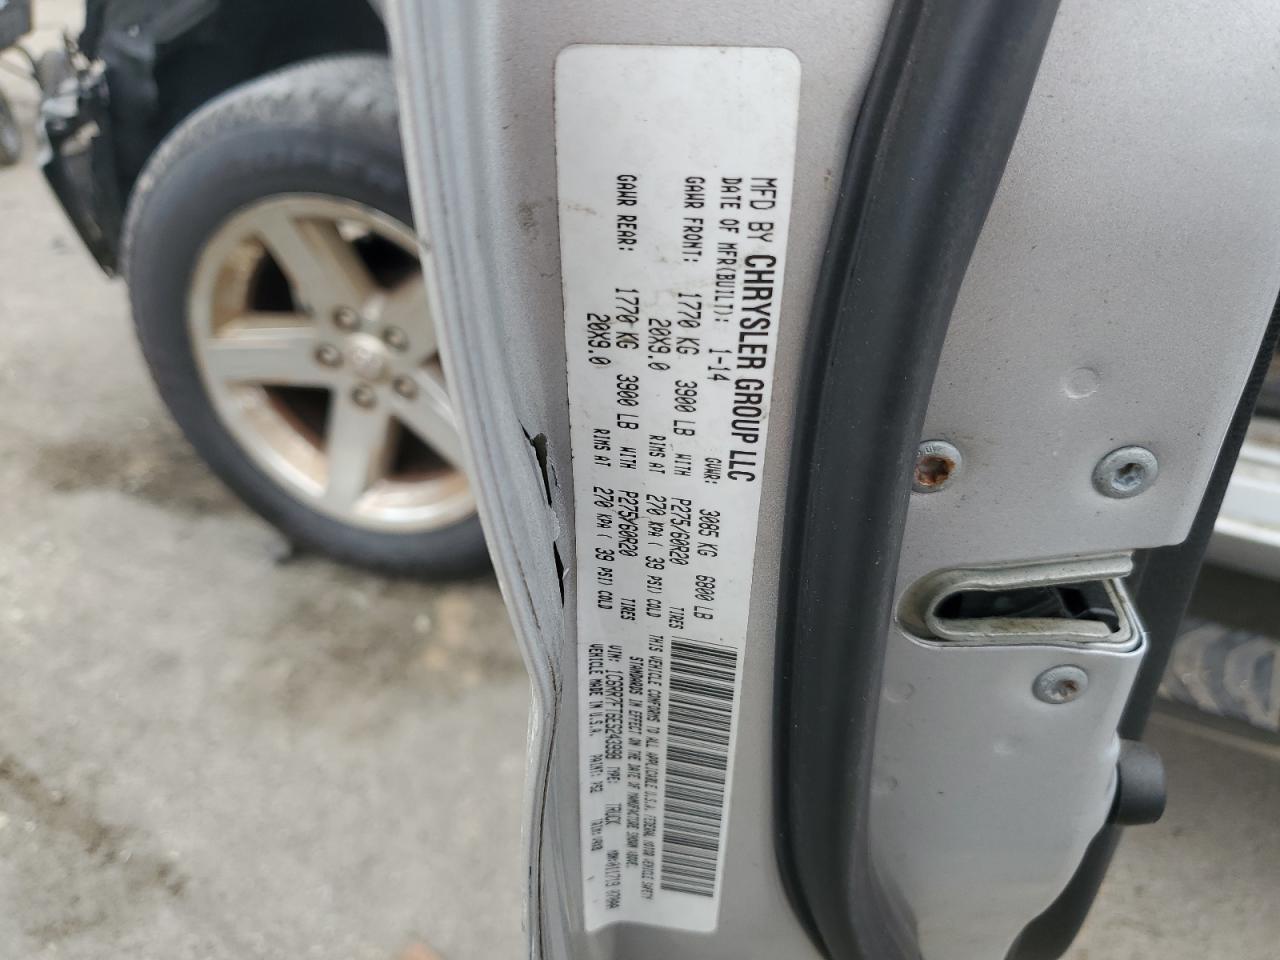 MFD BY CHRYSLER GROUP LLC
DATE OF MFR(BUILT): 1-14 GVWR: 3085 KG 6800 LB
GAWR FRONT: 1770 KG 3900 LB WITH P275/60R20 TIRES
20X9.0 RIMS AT 270 KPA ( 39 PSI) COLD
GAWR REAR: 1770 KG 3900 LB WITH P275/60R20 TIRES
20X9.0 RIMS AT 270 KPA ( 39 PSI) COLD
THIS VEHICLE CONFORMS TO ALL APPLICABLE U.S.A. FEDERAL MOTOR VEHICLE SAFETY
STANDARDS IN EFFECT ON THE DATE OF MANUFACTURE SHOWN ABOVE.
VIN: TYPE: TRUCK
VEHICLE MADE IN U.S.A. PAINT: PS2